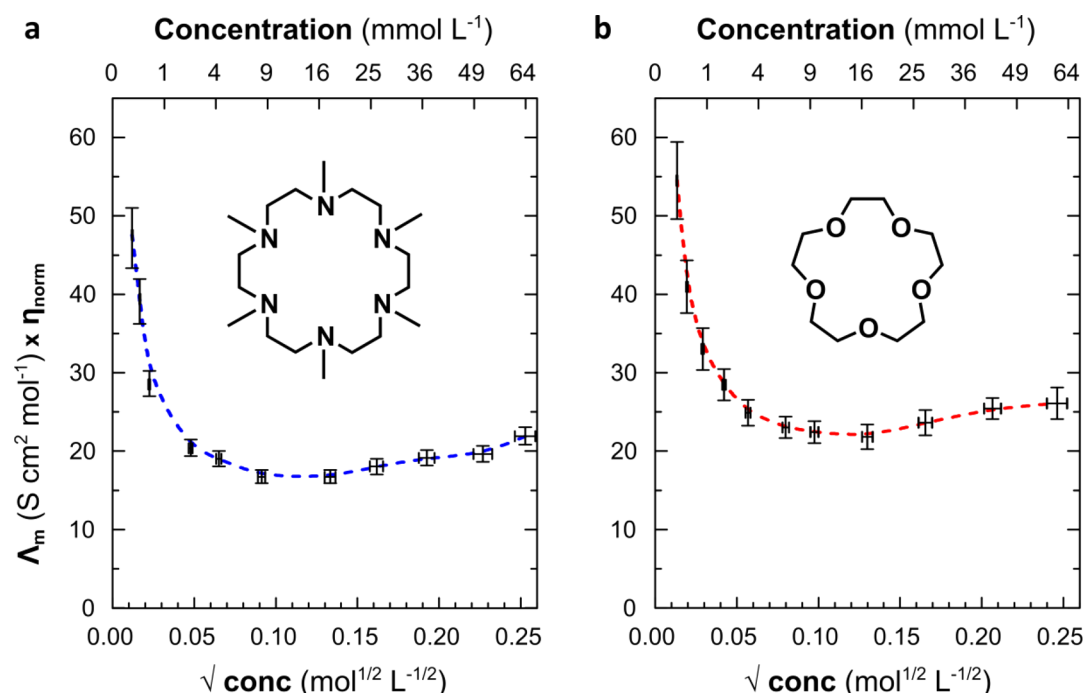 a
Concentration (mmol L-1)
0 1 4 9 16 25 36 49 64
60
50
40
30
20
10
0
Λm (S cm2 mol-1) x ηnorm
N
N
N
N
N
N
0.00 0.05 0.10 0.15 0.20 0.25
√ conc (mol1/2 L-1/2)
b
Concentration (mmol L-1)
0 1 4 9 16 25 36 49 64
60
50
40
30
20
10
0
O
O
O
O
O
0.00 0.05 0.10 0.15 0.20 0.25
√ conc (mol1/2 L-1/2)